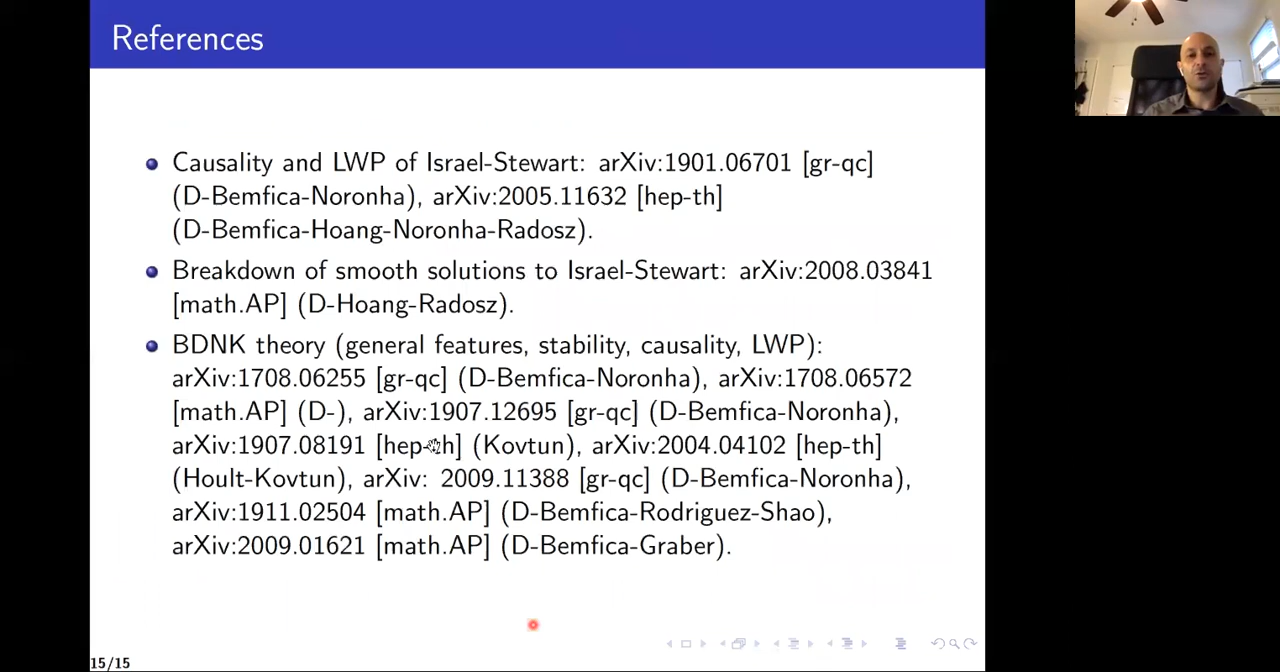 References
Causality and LWP of Israel-Stewart: arXiv:1901.06701 [gr-qc]
(D-Bemfica-Noronha), arXiv:2005.11632 [hep-th]
(D-Bemfica-Hoang-Noronha-Radosz).
Breakdown of smooth solutions to Israel-Stewart: arXiv:2008.03841
[math.AP] (D-Hoang-Radosz).
BDNK theory (general features, stability, causality, LWP):
arXiv:1708.06255 [gr-qc] (D-Bemfica-Noronha), arXiv:1708.06572
[math.AP] (D-), arXiv:1907.12695 [gr-qc] (D-Bemfica-Noronha),
arXiv:1907.08191 [hep-th] (Kovtun), arXiv:2004.04102 [hep-th]
(Hoult-Kovtun), arXiv: 2009.11388 [gr-qc] (D-Bemfica-Noronha),
arXiv:1911.02504 [math.AP] (D-Bemfica-Rodriguez-Shao),
arXiv:2009.01621 [math.AP] (D-Bemfica-Graber).
15/15